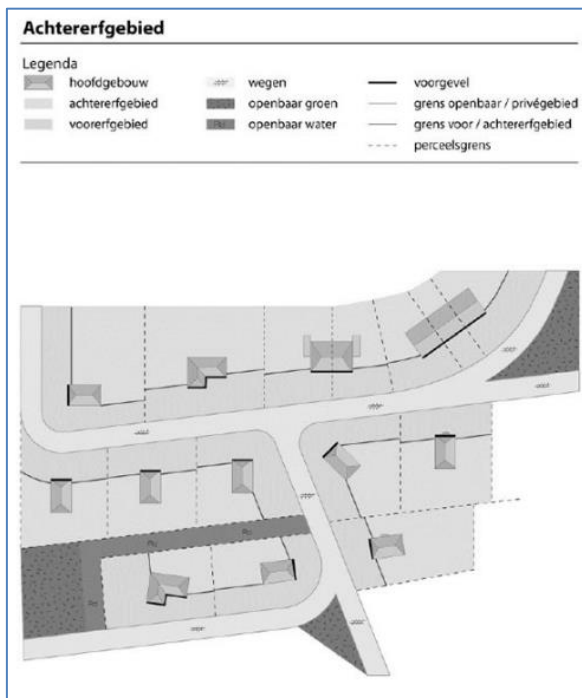 Achtererfgebied
Legenda
hoofdgebouw
achtererfgebied
voorerfgebied
wegen
openbaar groen
openbaar water
voorgevel
grens openbaar / privégebied
grens voor / achtererfgebied
perceelsgrens